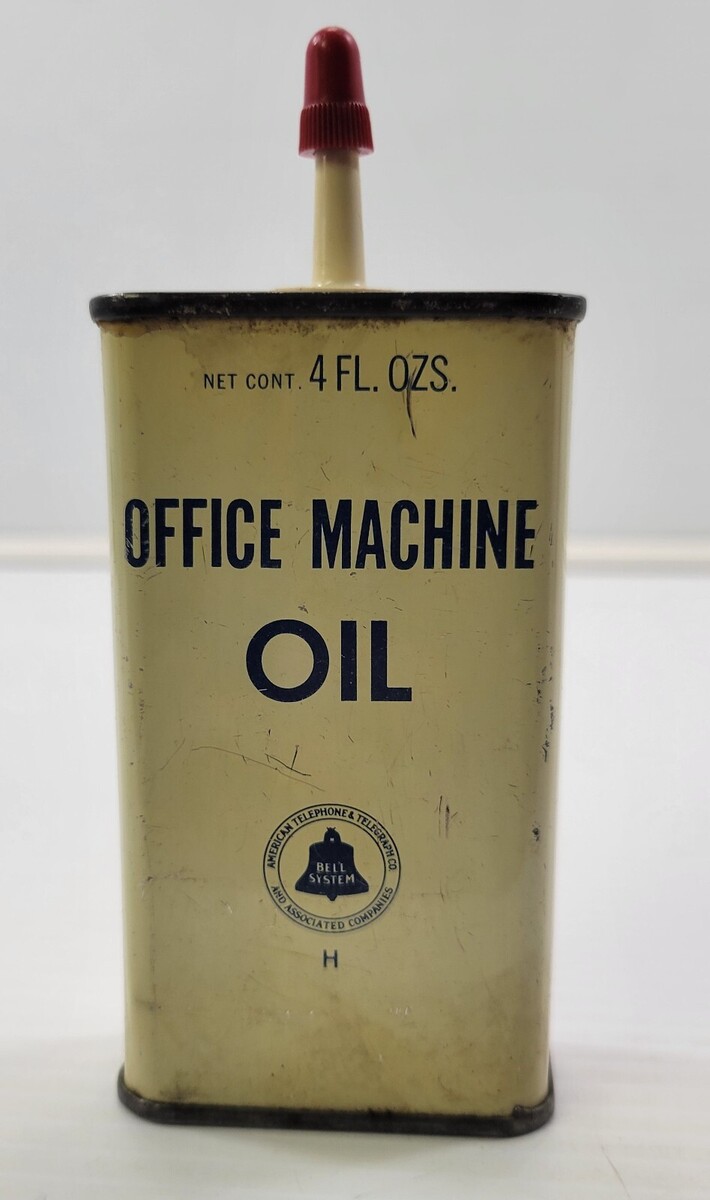 NET CONT. 4 FL. OZS.
OFFICE MACHINE
OIL
AMERICAN TELEPHONE & TELEGRAPH CO.
BELL
SYSTEM
AND ASSOCIATED COMPANIES
H